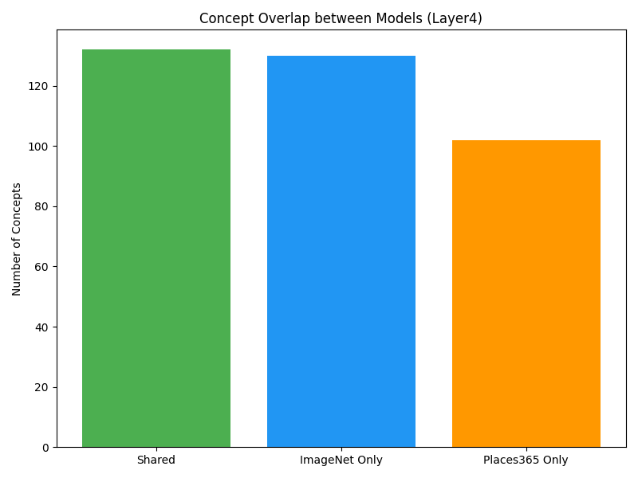 Concept Overlap between Models (Layer4)
Number of Concepts
120
100
80
60
40
20
0
Shared
ImageNet Only
Places365 Only